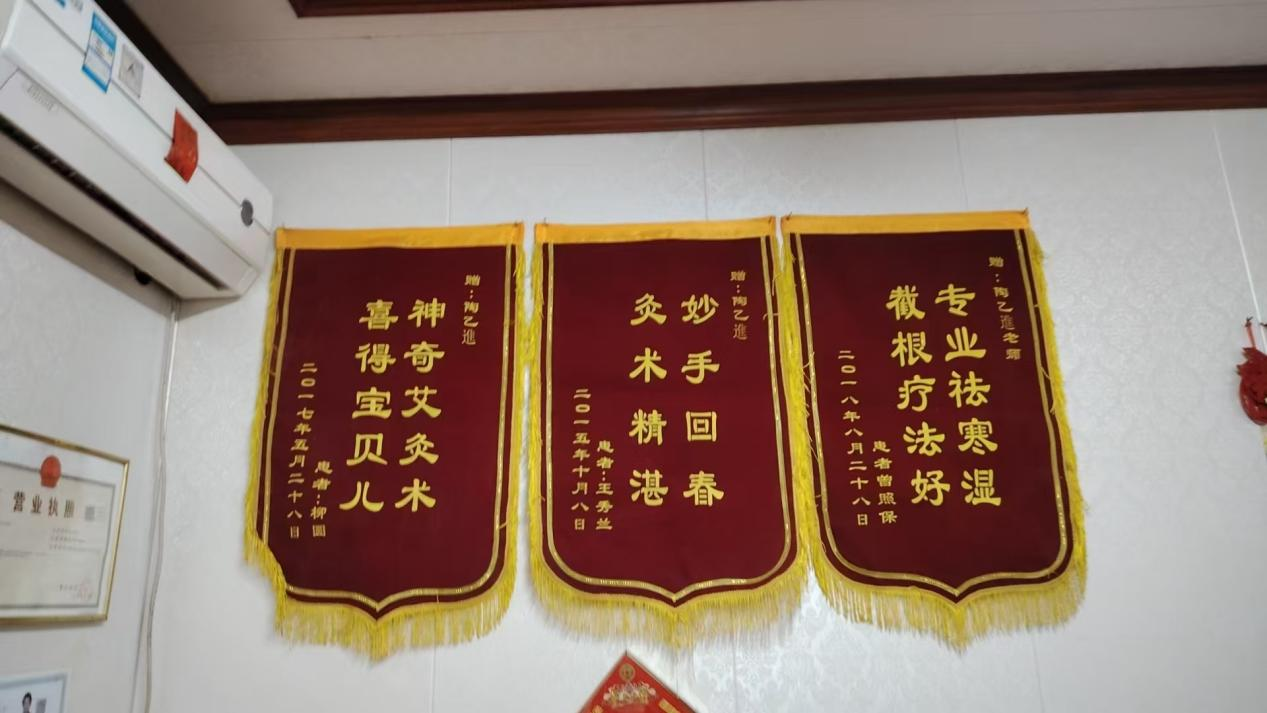 赠:陶乙進
神奇艾灸术
喜得宝贝儿
患者:柳圆
二0一七年五月二十八日
赠:陶乙進
妙手回春
灸术精湛
患者:王秀兰
二0一五年十月八日
赠:陶乙進老师
专业祛寒湿
截根疗法好
患者曾照保
二0一八年八月二十八日
营业执照